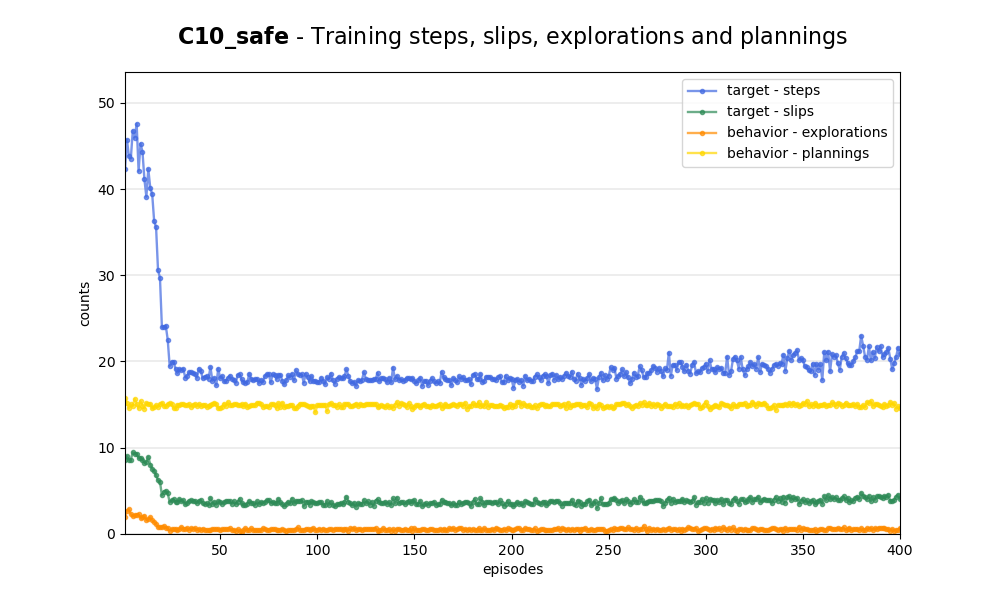 C10_safe - Training steps, slips, explorations and plannings
target - steps
target - slips
behavior - explorations
behavior - plannings
counts
50
40
30
20
10
0
50 100 150 200 250 300 350 400
episodes